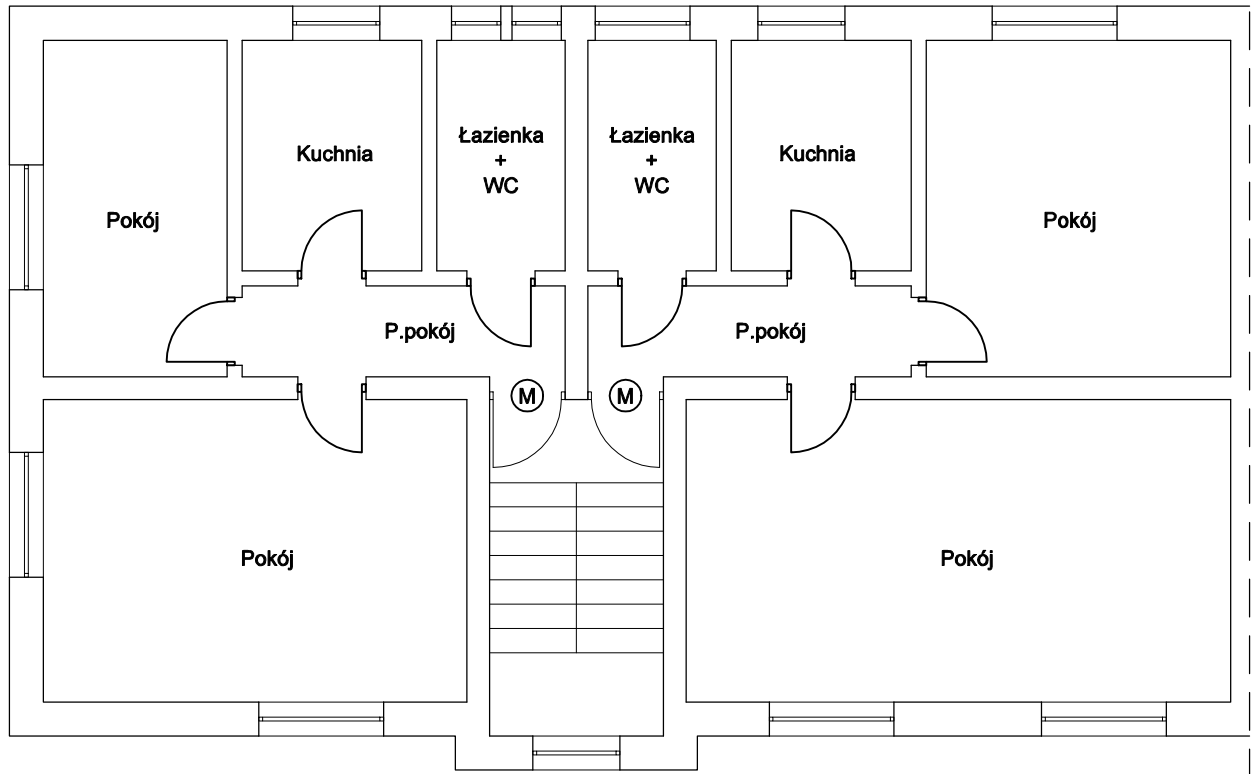 Kuchnia
Łazienka
+
WC
Łazienka
+
WC
Kuchnia
Pokój
Pokój
P.pokój
P.pokój
M
M
Pokój
Pokój